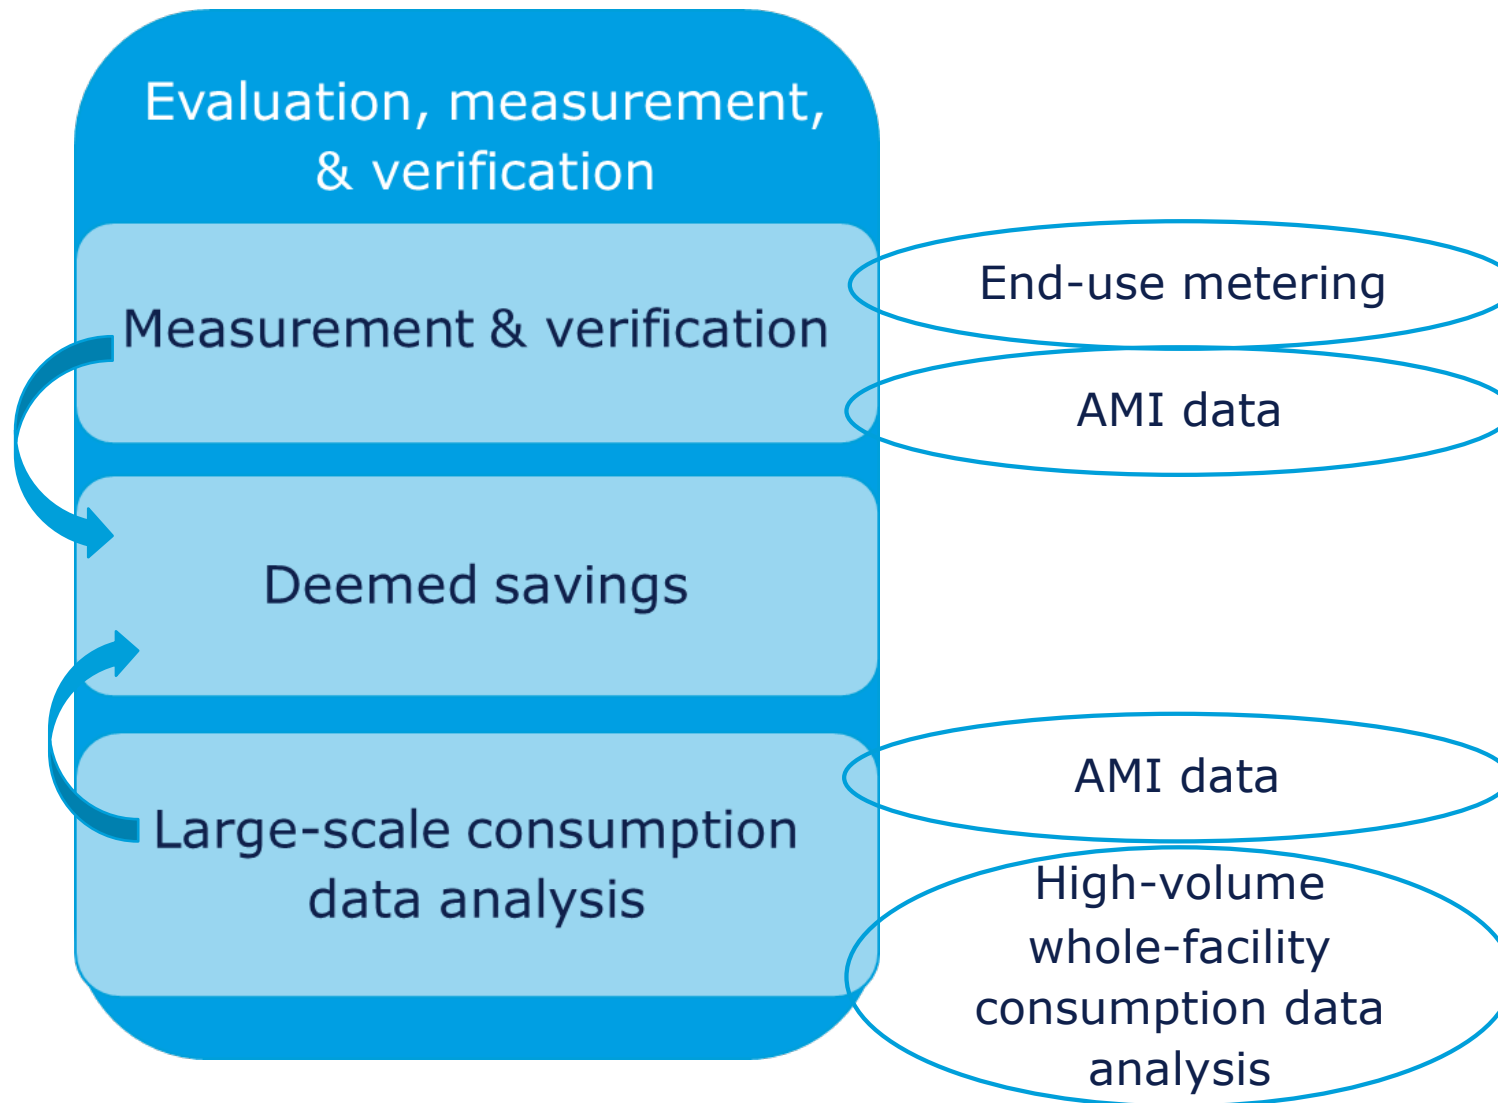 Evaluation, measurement,
& verification
Measurement & verification
End-use metering
AMI data
Deemed savings
Large-scale consumption
data analysis
AMI data
High-volume
whole-facility
consumption data
analysis